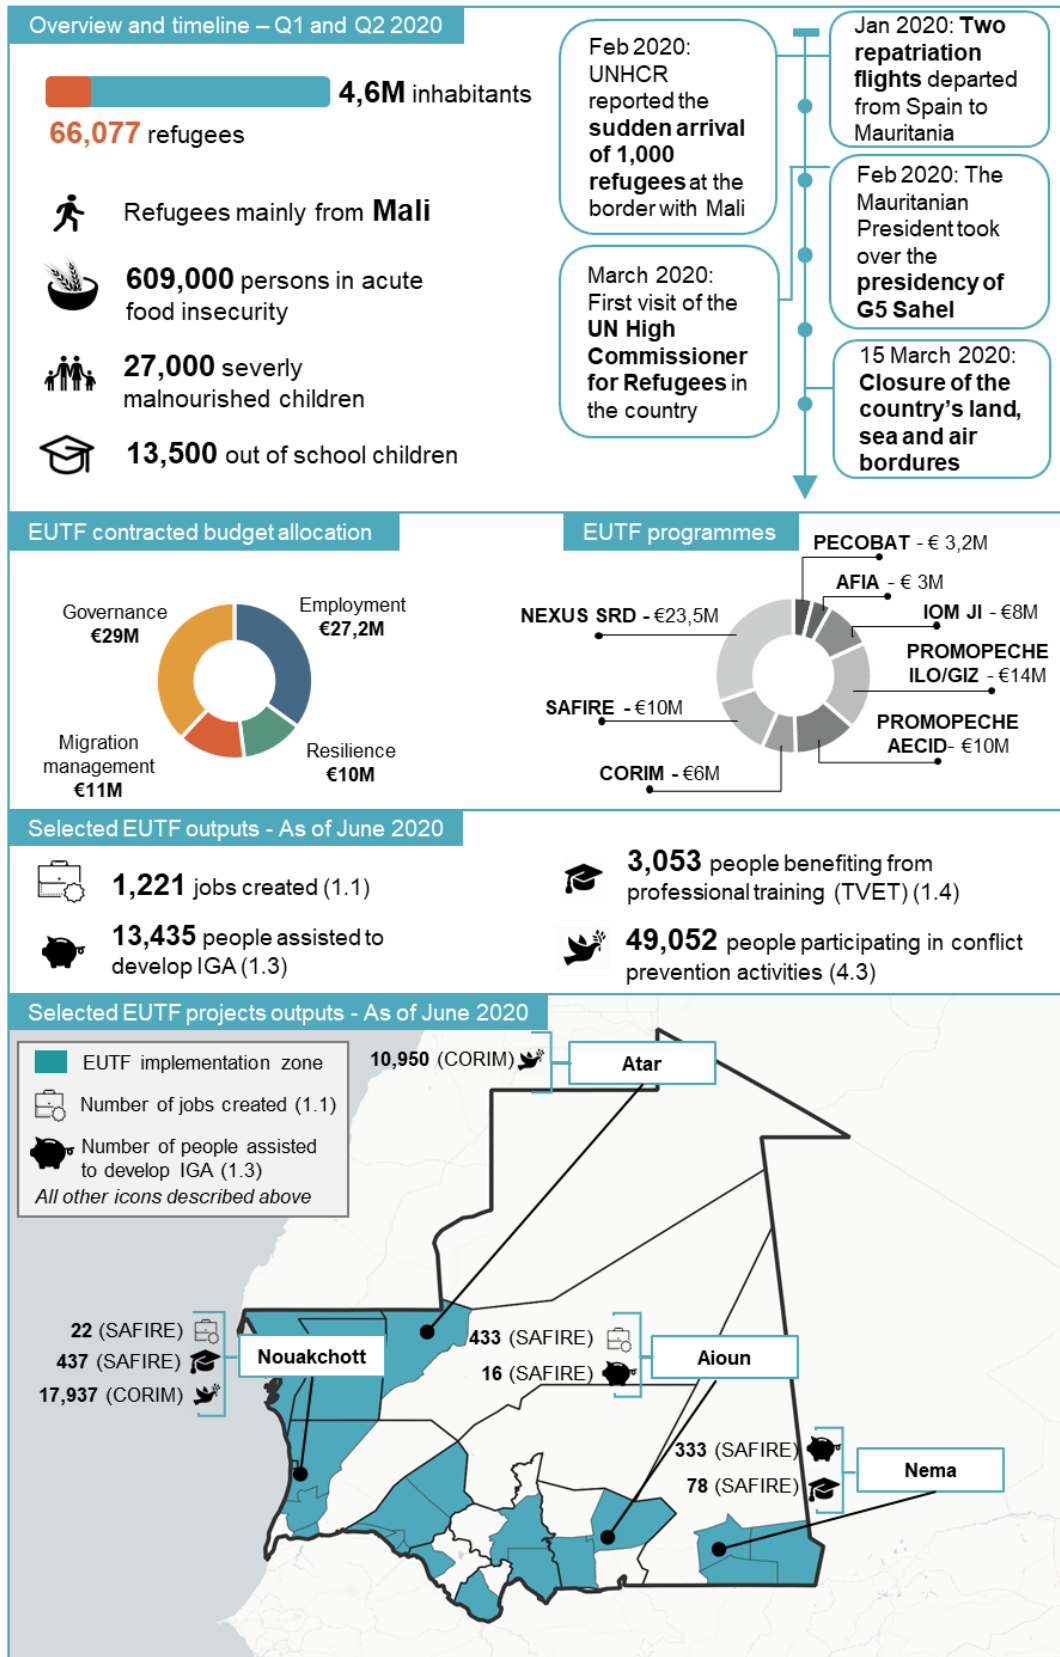 Overview and timeline – Q1 and Q2 2020
4,6M inhabitants
66,077 refugees
Refugees mainly from Mali
609,000 persons in acute
food insecurity
27,000 severly
malnourished children
13,500 out of school children
Jan 2020: Two
repatriation
flights departed
from Spain to
Mauritania
Feb 2020:
UNHCR
reported the
sudden arrival
of 1,000
refugees at the
border with Mali
Feb 2020: The
Mauritanian
President took
over the
presidency of
G5 Sahel
March 2020:
First visit of the
UN High
Commissioner
for Refugees in
the country
15 March 2020:
Closure of the
country's land,
sea and air
bordures
EUTF contracted budget allocation
Governance
€29M
Employment
€27,2M
Migration
management
€11M
Resilience
€10M
EUTF programmes
PECOBAT - € 3,2M
AFIA - € 3M
IOM JI - €8M
PROMOPECHE
ILO/GIZ - €14M
PROMOPECHE
AECID- €10M
NEXUS SRD - €23,5M
SAFIRE - €10M
CORIM - €6M
Selected EUTF outputs - As of June 2020
1,221 jobs created (1.1)
13,435 people assisted to
develop IGA (1.3)
3,053 people benefiting from
professional training (TVET) (1.4)
49,052 people participating in conflict
prevention activities (4.3)
Selected EUTF projects outputs - As of June 2020
EUTF implementation zone
Number of jobs created (1.1)
Number of people assisted
to develop IGA (1.3)
All other icons described above
10,950 (CORIM)
Atar
22 (SAFIRE)
437 (SAFIRE)
17,937 (CORIM)
Nouakchott
433 (SAFIRE)
16 (SAFIRE)
Aioun
333 (SAFIRE)
78 (SAFIRE)
Nema